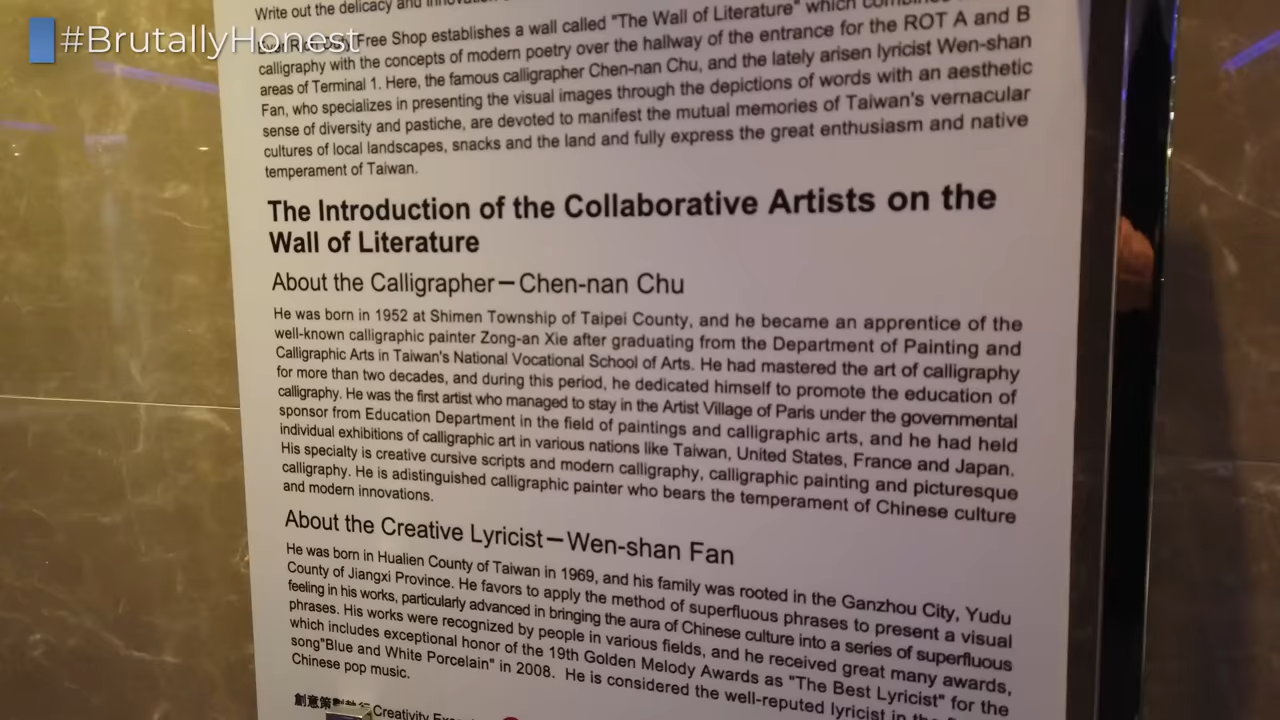 #BrutallyHonest
Write out the delicacy and
Free Shop establishes a wall called "The Wall of Literature" which
calligraphy with the concepts of modern poetry over the hallway of the entrance for the ROT A and B
areas of Terminal 1. Here, the famous calligrapher Chen-nan Chu, and the lately arisen lyricist Wen-shan
Fan, who specializes in presenting the visual images through the depictions of words with an aesthetic
sense of diversity and pastiche, are devoted to manifest the mutual memories of Taiwan's vernacular
cultures of local landscapes, snacks and the land and fully express the great enthusiasm and native
temperament of Taiwan.
The Introduction of the Collaborative Artists on the
Wall of Literature
About the Calligrapher－Chen-nan Chu
He was born in 1952 at Shimen Township of Taipei County, and he became an apprentice of the
well-known calligraphic painter Zong-an Xie after graduating from the Department of Painting and
Calligraphic Arts in Taiwan's National Vocational School of Arts. He had mastered the art of calligraphy
for more than two decades, and during this period, he dedicated himself to promote the education of
calligraphy. He was the first artist who managed to stay in the Artist Village of Paris under the governmental
sponsor from Education Department in the field of paintings and calligraphic arts, and he had held
individual exhibitions of calligraphic art in various nations like Taiwan, United States, France and Japan.
His specialty is creative cursive scripts and modern calligraphy, calligraphic painting and picturesque
calligraphy. He is adistinguished calligraphic painter who bears the temperament of Chinese culture
and modern innovations.
About the Creative Lyricist－Wen-shan Fan
He was born in Hualien County of Taiwan in 1969, and his family was rooted in the Ganzhou City, Yudu
County of Jiangxi Province. He favors to apply the method of superfluous phrases to present a visual
feeling in his works, particularly advanced in bringing the aura of Chinese culture into a series of superfluous
phrases. His works were recognized by people in various fields, and he received great many awards,
which includes exceptional honor of the 19th Golden Melody Awards as "The Best Lyricist" for the
song"Blue and White Porcelain" in 2008. He is considered the well-reputed lyricist in the
Chinese pop music.
創意策劃執行 Creativity